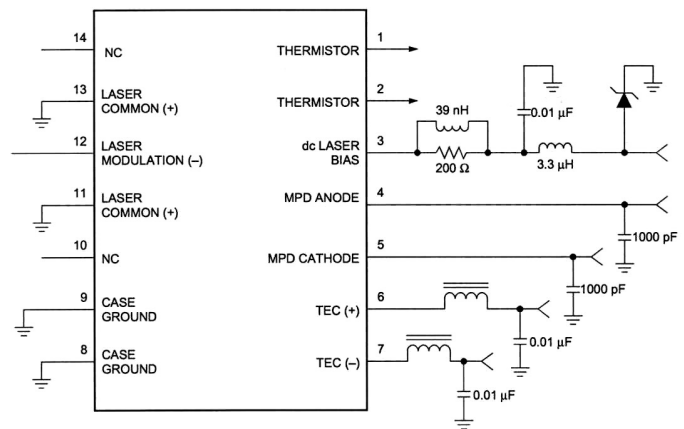 14
NC
THERMISTOR
1
13
LASER
COMMON (+)
THERMISTOR
2
39 nH
0.01 µF
12
LASER
MODULATION (–)
dc LASER
BIAS
3
200 Ω
3.3 µH
11
LASER
COMMON (+)
MPD ANODE
4
1000 pF
10
NC
MPD CATHODE
5
1000 pF
9
CASE
GROUND
TEC (+)
6
0.01 µF
8
CASE
GROUND
TEC (–)
7
0.01 µF